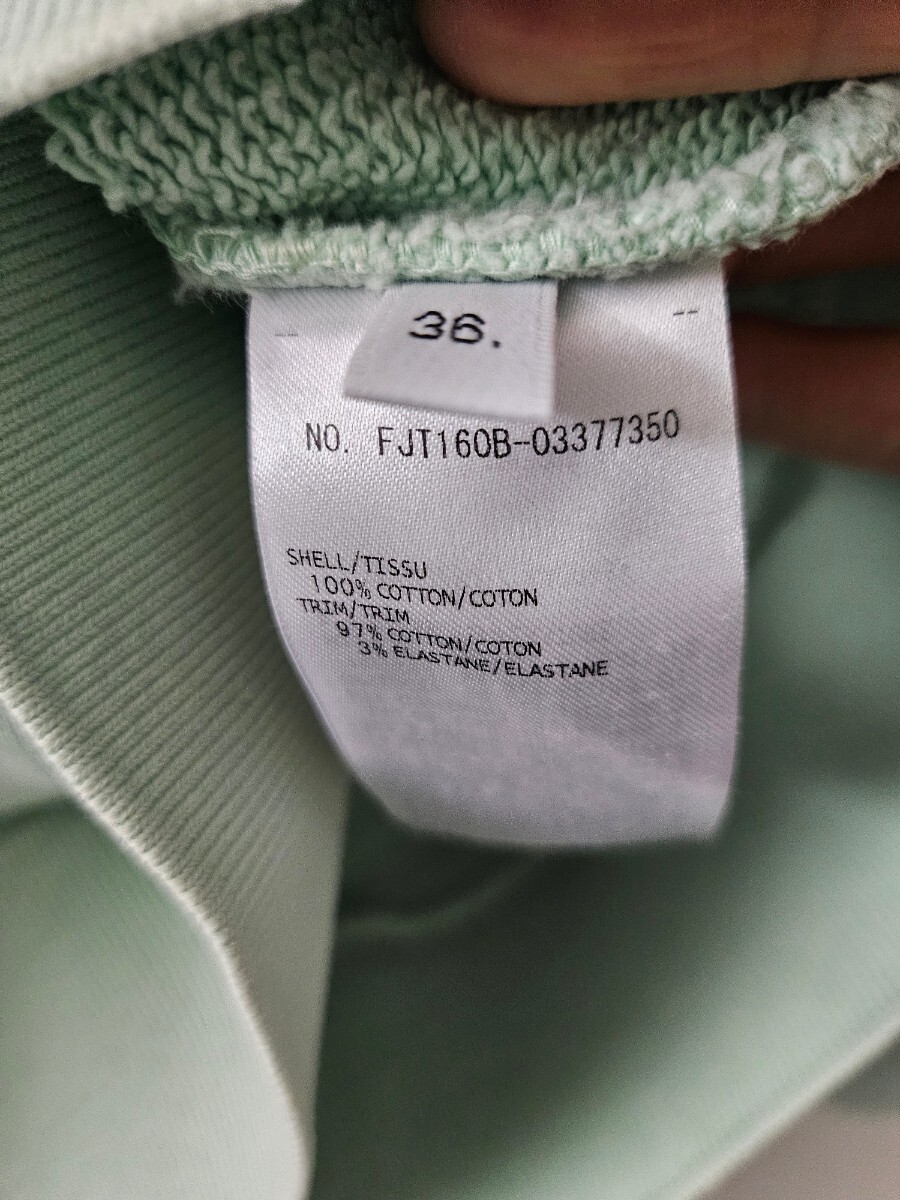 36.
NO. FJT160B-03377350
SHELL/TISSU
100% COTTON/COTON
TRIM/TRIM
97% COTTON/COTON
3% ELASTANE/ELASTANE